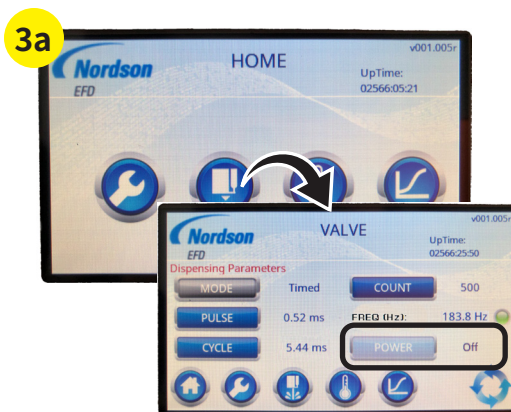 3a
Nordson
EFD
HOME
v001.005r
UpTime:
02566:05:21
Nordson
EFD
VALVE
v001.005r
UpTime:
02566:25:50
Dispensing Parameters
MODE Timed COUNT 500
PULSE 0.52 ms FREQ (Hz): 183.8 Hz
CYCLE 5.44 ms POWER Off